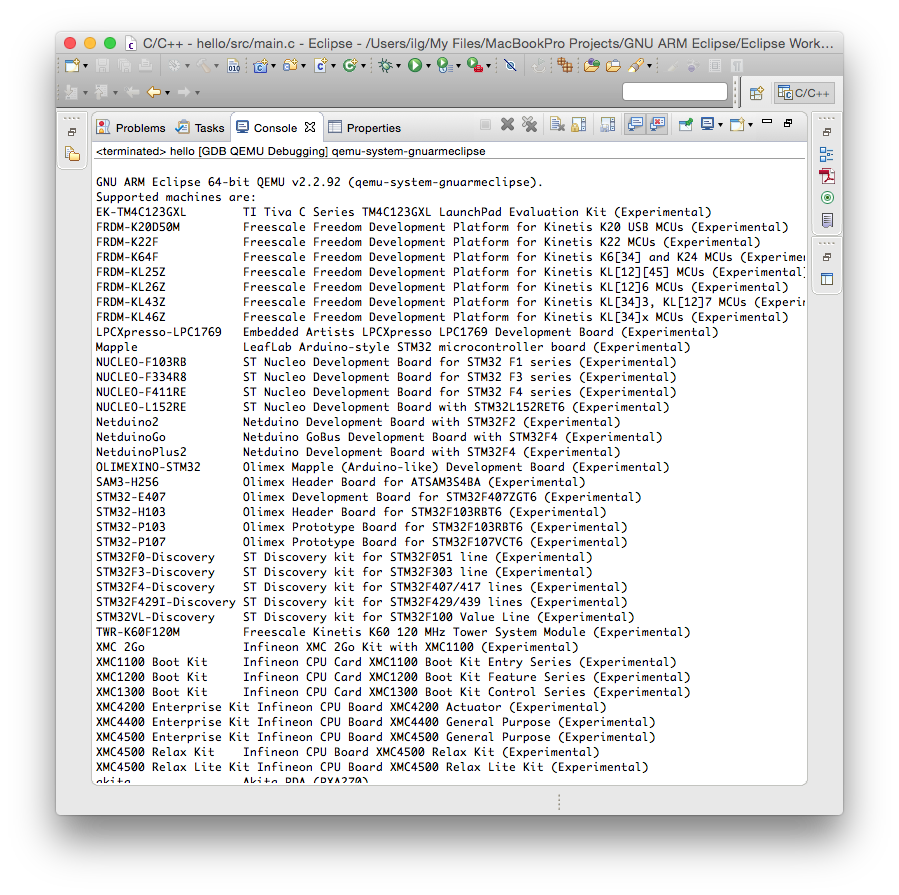 C/C++ - hello/src/main.c - Eclipse - /Users/ilg/My Files/MacBookPro Projects/GNU ARM Eclipse/Eclipse Work…
010
C/C++
Problems Tasks Console Properties
<terminated> hello [GDB QEMU Debugging] qemu-system-gnuarmeclipse
GNU ARM Eclipse 64-bit QEMU v2.2.92 (qemu-system-gnuarmeclipse).
Supported machines are:
EK-TM4C123GXL TI Tiva C Series TM4C123GXL LaunchPad Evaluation Kit (Experimental)
FRDM-K20D50M Freescale Freedom Development Platform for Kinetis K20 USB MCUs (Experimental)
FRDM-K22F Freescale Freedom Development Platform for Kinetis K22 MCUs (Experimental)
FRDM-K64F Freescale Freedom Development Platform for Kinetis K6[34] and K24 MCUs (Experimen
FRDM-KL25Z Freescale Freedom Development Platform for Kinetis KL[12][45] MCUs (Experimental)
FRDM-KL26Z Freescale Freedom Development Platform for Kinetis KL[12]6 MCUs (Experimental)
FRDM-KL43Z Freescale Freedom Development Platform for Kinetis KL[34]3, KL[12]7 MCUs (Experin
FRDM-KL46Z Freescale Freedom Development Platform for Kinetis KL[34]x MCUs (Experimental)
LPCXpresso-LPC1769 Embedded Artists LPCXpresso LPC1769 Development Board (Experimental)
Mapple LeafLab Arduino-style STM32 microcontroller board (Experimental)
NUCLEO-F103RB ST Nucleo Development Board for STM32 F1 series (Experimental)
NUCLEO-F334R8 ST Nucleo Development Board for STM32 F3 series (Experimental)
NUCLEO-F411RE ST Nucleo Development Board for STM32 F4 series (Experimental)
NUCLEO-L152RE ST Nucleo Development Board with STM32L152RET6 (Experimental)
Netduino2 Netduino Development Board with STM32F2 (Experimental)
NetduinoGo Netduino GoBus Development Board with STM32F4 (Experimental)
NetduinoPlus2 Netduino Development Board with STM32F4 (Experimental)
OLIMEXINO-STM32 Olimex Mapple (Arduino-like) Development Board (Experimental)
SAM3-H256 Olimex Header Board for ATSAM3S4BA (Experimental)
STM32-E407 Olimex Development Board for STM32F407ZGT6 (Experimental)
STM32-H103 Olimex Header Board for STM32F103RBT6 (Experimental)
STM32-P103 Olimex Prototype Board for STM32F103RBT6 (Experimental)
STM32-P107 Olimex Prototype Board for STM32F107VCT6 (Experimental)
STM32F0-Discovery ST Discovery kit for STM32F051 line (Experimental)
STM32F3-Discovery ST Discovery kit for STM32F303 line (Experimental)
STM32F4-Discovery ST Discovery kit for STM32F407/417 lines (Experimental)
STM32F429I-Discovery ST Discovery kit for STM32F429/439 lines (Experimental)
STM32VL-Discovery ST Discovery kit for STM32F100 Value Line (Experimental)
TWR-K60F120M Freescale Kinetis K60 120 MHz Tower System Module (Experimental)
XMC 2Go Infineon XMC 2Go Kit with XMC1100 (Experimental)
XMC1100 Boot Kit Infineon CPU Card XMC1100 Boot Kit Entry Series (Experimental)
XMC1200 Boot Kit Infineon CPU Card XMC1200 Boot Kit Feature Series (Experimental)
XMC1300 Boot Kit Infineon CPU Card XMC1300 Boot Kit Control Series (Experimental)
XMC4200 Enterprise Kit Infineon CPU Board XMC4200 Actuator (Experimental)
XMC4400 Enterprise Kit Infineon CPU Board XMC4400 General Purpose (Experimental)
XMC4500 Enterprise Kit Infineon CPU Board XMC4500 General Purpose (Experimental)
XMC4500 Relax Kit Infineon CPU Board XMC4500 Relax Kit (Experimental)
XMC4500 Relax Lite Kit Infineon CPU Board XMC4500 Relax Lite Kit (Experimental)
akita Akita PDA (PXA270)